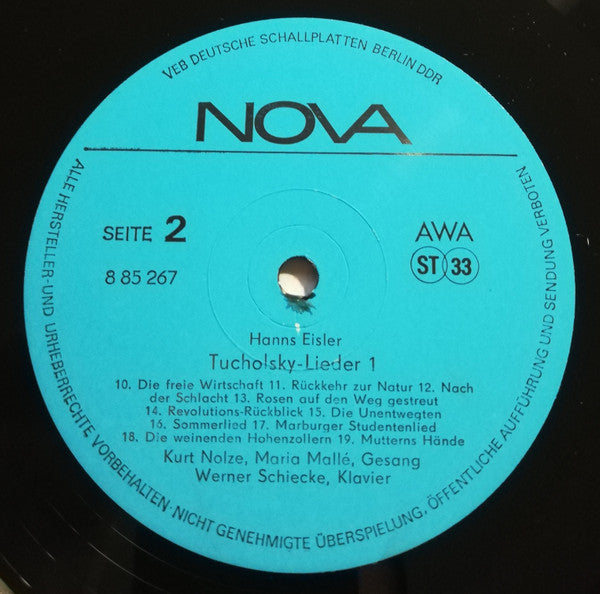 VEB DEUTSCHE SCHALLPLATTEN BERLIN DDR
NOVA
SEITE 2
AWA
8 85 267
ST 33
Hanns Eisler
Tucholsky-Lieder 1
10. Die freie Wirtschaft 11. Rückkehr zur Natur 12. Nach
der Schlacht 13. Rosen auf den Weg gestreut
14. Revolutions-Rückblick 15. Die Unentwegten
16. Sommerlied 17. Marburger Studentenlied
18. Die weinenden Hohenzollern 19. Mutterns Hände
Kurt Nolze, Maria Mallé, Gesang
Werner Schiecke, Klavier
ALLE HERSTELLER-UND URHEBERRECHTE VORBEHALTEN·NICHT GENEHMIGTE ÜBERSPIELUNG, ÖFFENTLICHE AUFFÜHRUNG UND SENDUNG VERBOTEN